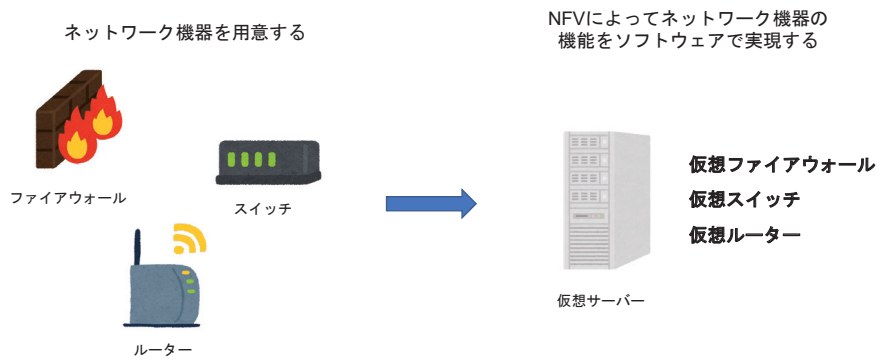 ネットワーク機器を用意する
ファイアウォール
スイッチ
ルーター
NFVによってネットワーク機器の
機能をソフトウェアで実現する
仮想ファイアウォール
仮想スイッチ
仮想ルーター
仮想サーバー